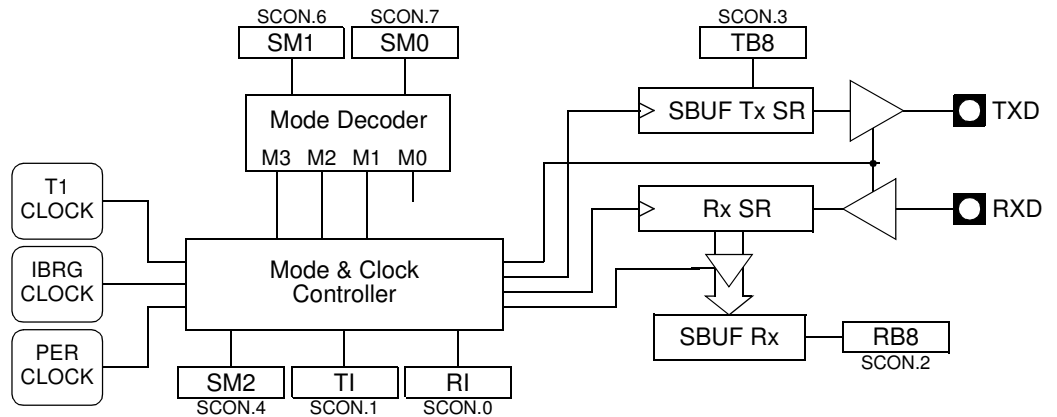 SCON.6 SCON.7 SCON.3
SM1 SM0 TB8
Mode Decoder
M3 M2 M1 M0
SBUF Tx SR
TXD
T1
CLOCK
Rx SR
RXD
IBRG
CLOCK
Mode & Clock
Controller
PER
CLOCK
SBUF Rx
RB8
SCON.2
SM2 TI RI
SCON.4 SCON.1 SCON.0